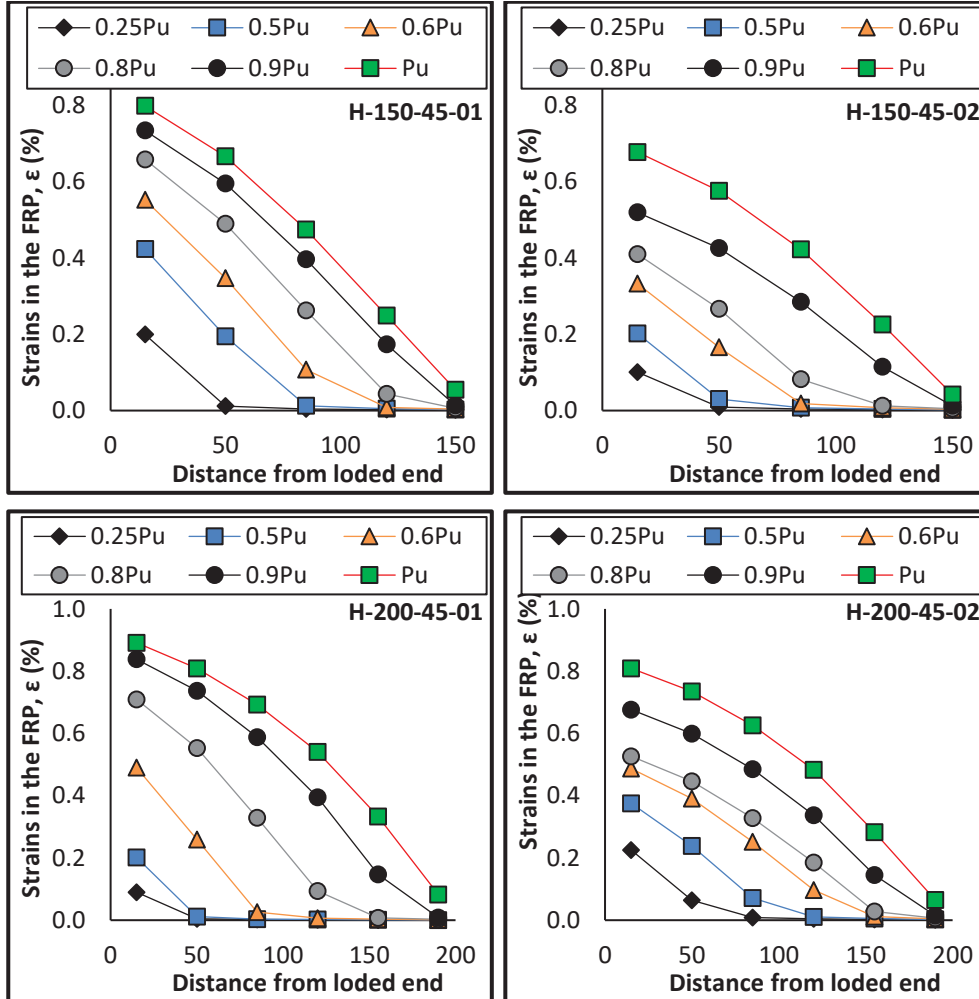 0.25Pu 0.5Pu 0.6Pu
0.8Pu 0.9Pu Pu
H-150-45-01
Strains in the FRP, ε (%)
0.8
0.6
0.4
0.2
0.0
0 50 100 150
Distance from loded end
0.25Pu 0.5Pu 0.6Pu
0.8Pu 0.9Pu Pu
H-150-45-02
Strains in the FRP, ε (%)
0.8
0.6
0.4
0.2
0.0
0 50 100 150
Distance from loded end
0.25Pu 0.5Pu 0.6Pu
0.8Pu 0.9Pu Pu
H-200-45-01
Strains in the FRP, ε (%)
1.0
0.8
0.6
0.4
0.2
0.0
0 50 100 150 200
Distance from loded end
0.25Pu 0.5Pu 0.6Pu
0.8Pu 0.9Pu Pu
H-200-45-02
Strains in the FRP, ε (%)
1.0
0.8
0.6
0.4
0.2
0.0
0 50 100 150 200
Distance from loded end